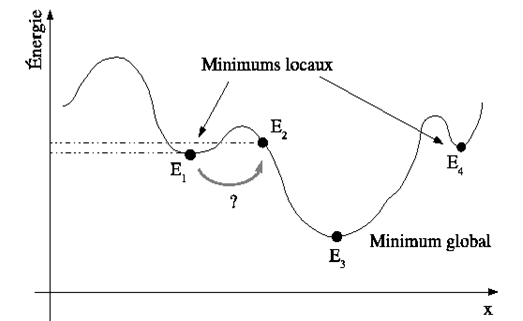 Énergie
Minimums locaux
E2
E1
E4
?
Minimum global
E3
x